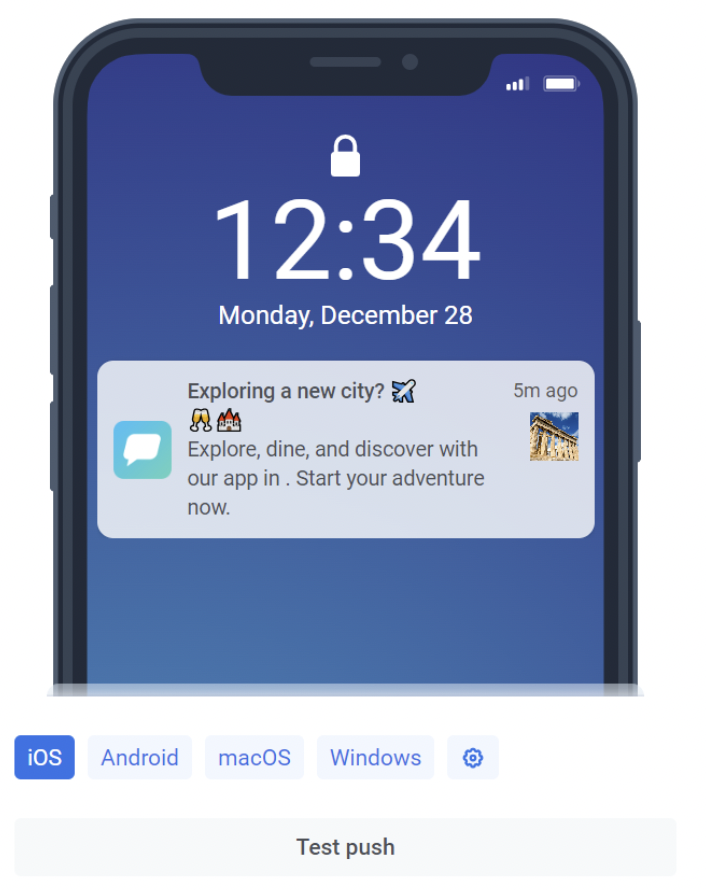 12:34
Monday, December 28
Exploring a new city? ✈️
5m ago
🥂 🏰
Explore, dine, and discover with
our app in . Start your adventure
now.
iOS
Android
macOS
Windows
Test push